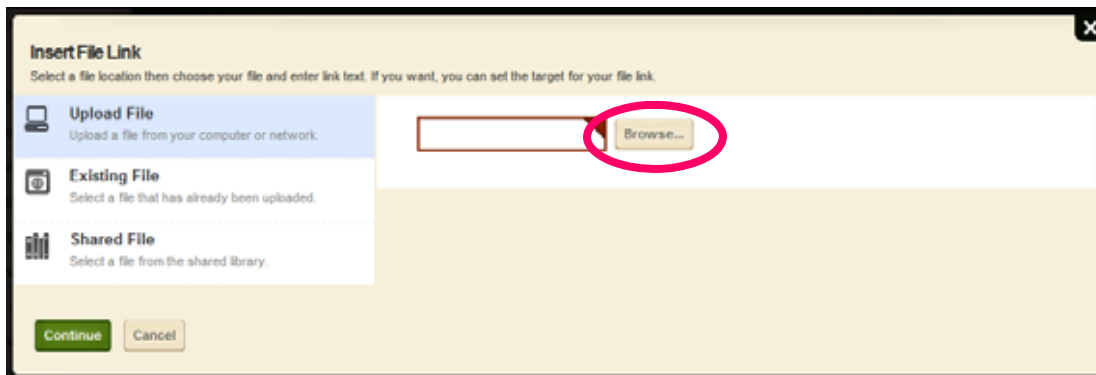 Insert File Link
Select a file location then choose your file and enter link text. If you want, you can set the target for your file link.
Upload File
Upload a file from your computer or network.
Browse...
Existing File
Select a file that has already been uploaded.
Shared File
Select a file from the shared library.
Continue
Cancel